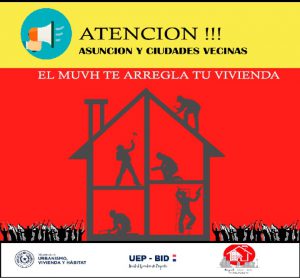 ATENCION !!!
ASUNCION Y CIUDADES VECINAS
EL MUVH TE ARREGLA TU VIVIENDA
URBANISMO,
VIVIENDA Y HÁBITAT
UEP - BID